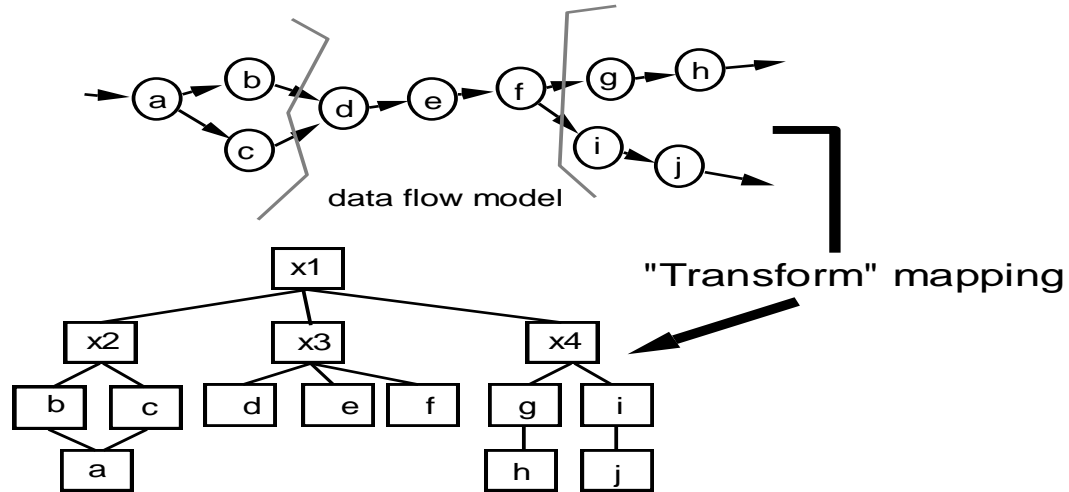 a
b
c
d
e
f
g
h
i
j
data flow model
"Transform" mapping
x1
x2
x3
x4
b
c
d
e
f
g
i
a
h
j